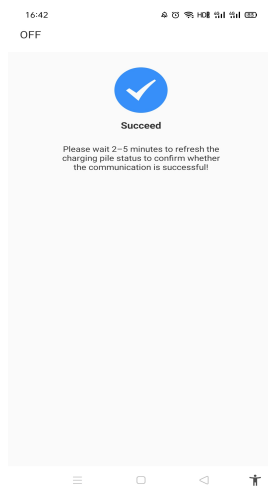 16:42
OFF
Succeed
Please wait 2-5 minutes to refresh the
charging pile status to confirm whether
the communication is successful!